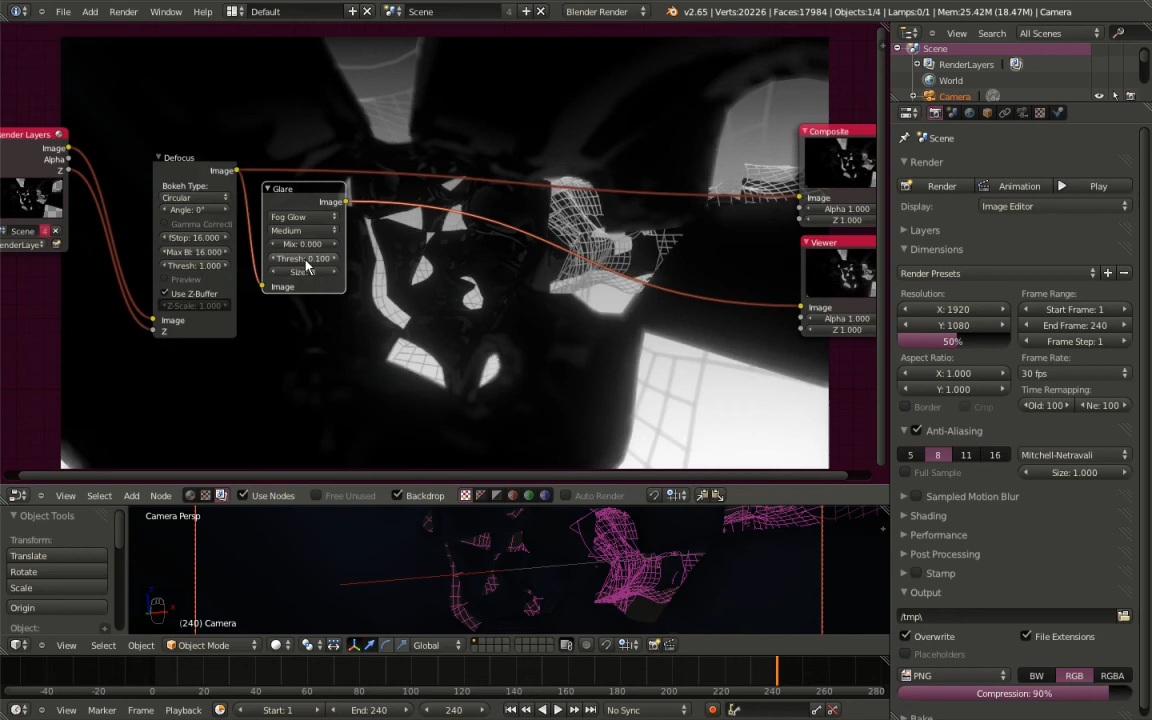 File Add Render Window Help Default Scene 4 Blender Render v2.65 | Verts:20226 | Faces:17984 | Objects:1/4 | Lamps:0/1 | Mem:25.42M (18.47M) | Camera
View Search All Scenes
Scene
RenderLayers
World
Camera
Scene
Render
Render Animation Play
Display: Image Editor
Layers
Dimensions
Render Presets
Resolution: Frame Range:
X: 1920 Start Frame: 1
Y: 1080 End Frame: 240
50% Frame Step: 1
Aspect Ratio: Frame Rate:
X: 1.000 30 fps
Y: 1.000 Time Remapping:
Border Crop Old: 100 Ne: 100
Anti-Aliasing
5 8 11 16 Mitchell-Netravali
Full Sample Size: 1.000
Sampled Motion Blur
Shading
Performance
Post Processing
Stamp
Output
/tmp\
Overwrite File Extensions
Placeholders
PNG BW RGB RGBA
Compression: 90%
ender Layers
Image
Alpha
Z
Scene 4
enderLaye
Defocus
Image
Bokeh Type:
Circular
Angle: 0°
Gamma Correcti
fStop: 16.000
Max Bl: 16.000
Thresh: 1.000
Preview
Use Z-Buffer
Z-Scale: 1.000
Image
Z
Glare
Image
Fog Glow
Medium
Mix: 0.000
Thresh: 0.100
Image
Composite
Image
Alpha 1.000
Z 1.000
Viewer
Image
Alpha 1.000
Z 1.000
View Select Add Node Use Nodes Free Unused Backdrop Auto Render
Object Tools
Transform:
Translate
Rotate
Scale
Origin
Object:
Camera Persp
(240) Camera
View Select Object Object Mode Global
-40 -20 0 20 40 60 80 100 120 140 160 180 200 220 240 260 280
View Marker Frame Playback Start: 1 End: 240 240 No Sync